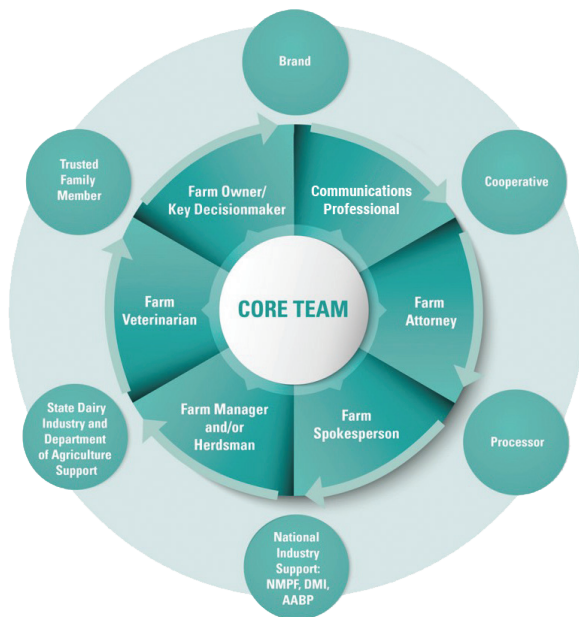 Brand
Trusted
Family
Member
Cooperative
Farm Owner/
Key Decisionmaker
Communications
Professional
CORE TEAM
Farm
Veterinarian
Farm
Attorney
Farm Manager
and/or
Herdsman
Farm
Spokesperson
State Dairy
Industry and
Department
of Agriculture
Support
Processor
National
Industry
Support:
NMPF, DMI,
AABP